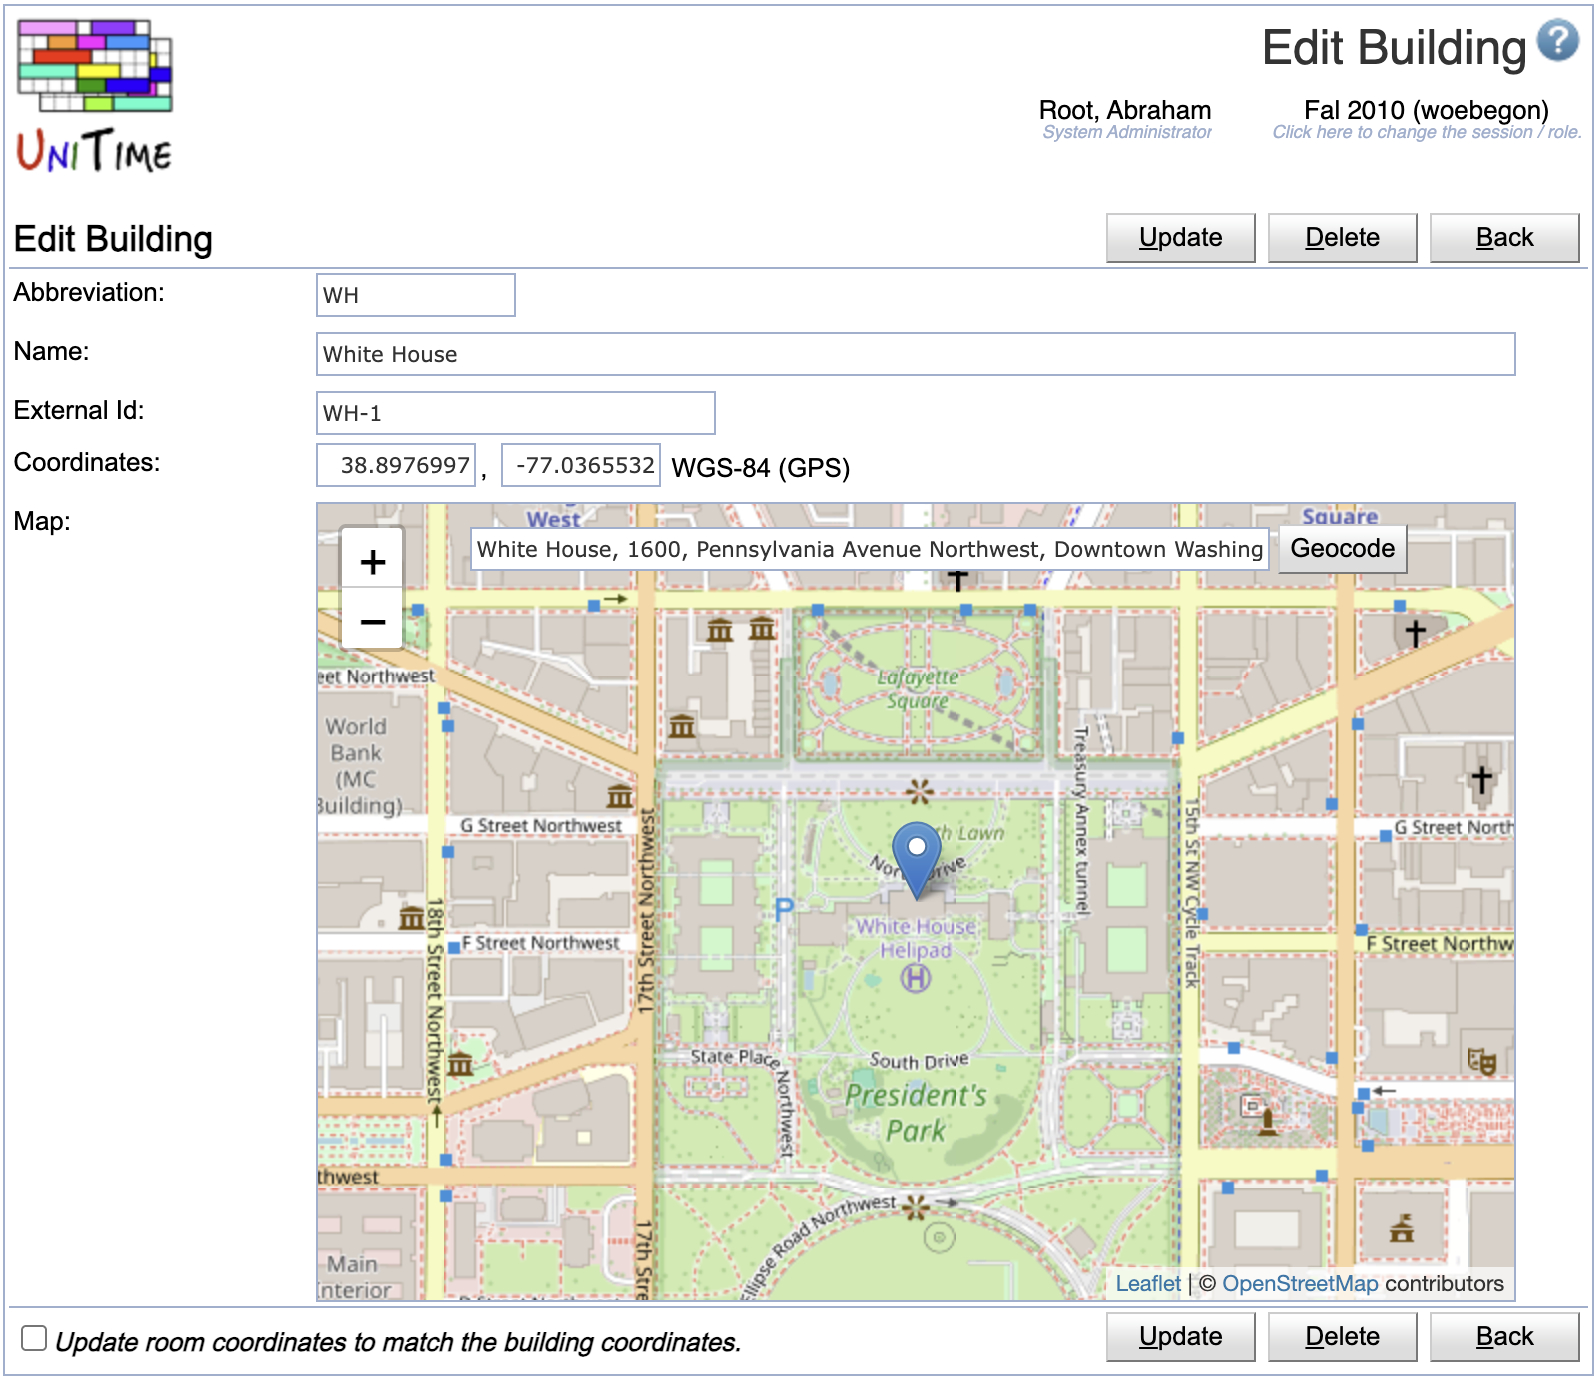 Edit Building
?
Root, Abraham
Fal 2010 (woebegon)
System Administrator
Click here to change the session / role.
UNITIME
Edit Building
Update
Delete
Back
Abbreviation:
WH
Name:
White House
External Id:
WH-1
Coordinates:
38.8976997
,
-77.0365532
WGS-84 (GPS)
Map:
+
−
West
Square
White House, 1600, Pennsylvania Avenue Northwest, Downtown Washing
Geocode
eet Northwest
Lafayette
Square
World
Bank
(MC
Building)
Treasury Annex tunnel
G Street Northwest
17th Street Northwest
15th St NW Cycle Track
G Street North
th Lawn
North Drive
P
18th Street Northwest
F Street Northwest
White House
Helipad
H
F Street Northw
State Place Northwest
South Drive
President's
Park
thwest
Ellipse Road Northwest
17th Stre
Main
Interior
Leaflet | © OpenStreetMap contributors
Update room coordinates to match the building coordinates.
Update
Delete
Back